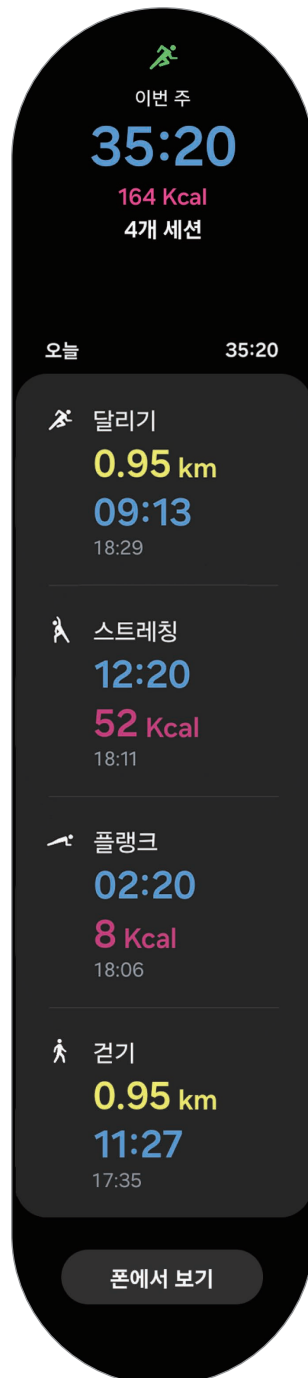 이번 주
35:20
164 Kcal
4개 세션
오늘 35:20
달리기
0.95 km
09:13
18:29
스트레칭
12:20
52 Kcal
18:11
플랭크
02:20
8 Kcal
18:06
걷기
0.95 km
11:27
17:35
폰에서 보기